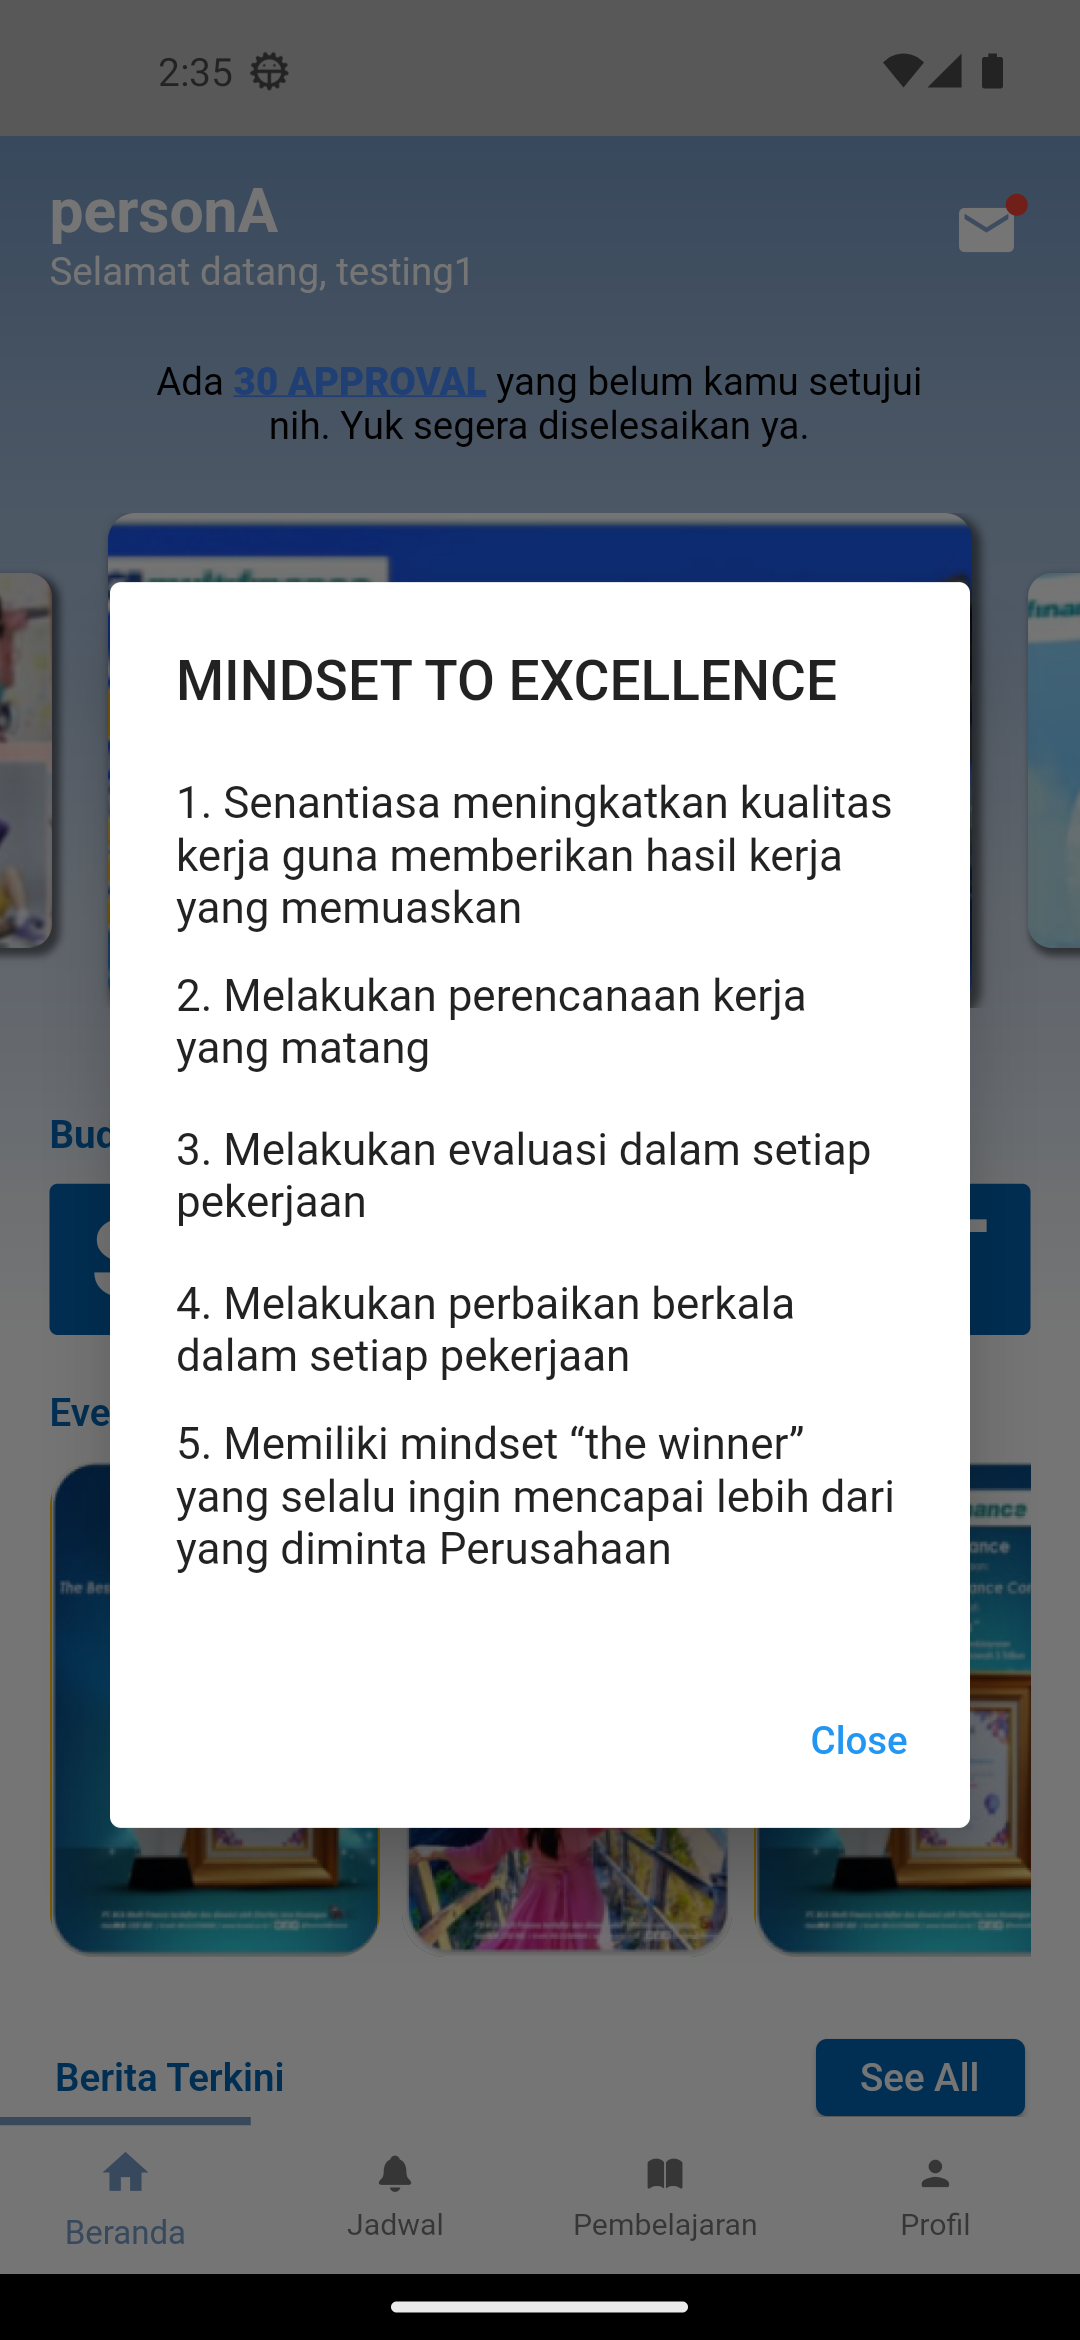 2:35
personA
Selamat datang, testing1
Ada 30 APPROVAL yang belum kamu setujui
nih. Yuk segera diselesaikan ya.
MINDSET TO EXCELLENCE
1. Senantiasa meningkatkan kualitas
kerja guna memberikan hasil kerja
yang memuaskan
2. Melakukan perencanaan kerja
yang matang
3. Melakukan evaluasi dalam setiap
pekerjaan
4. Melakukan perbaikan berkala
dalam setiap pekerjaan
5. Memiliki mindset “the winner”
yang selalu ingin mencapai lebih dari
yang diminta Perusahaan
Close
The Bes
Berita Terkini
See All
Beranda
Jadwal
Pembelajaran
Profil